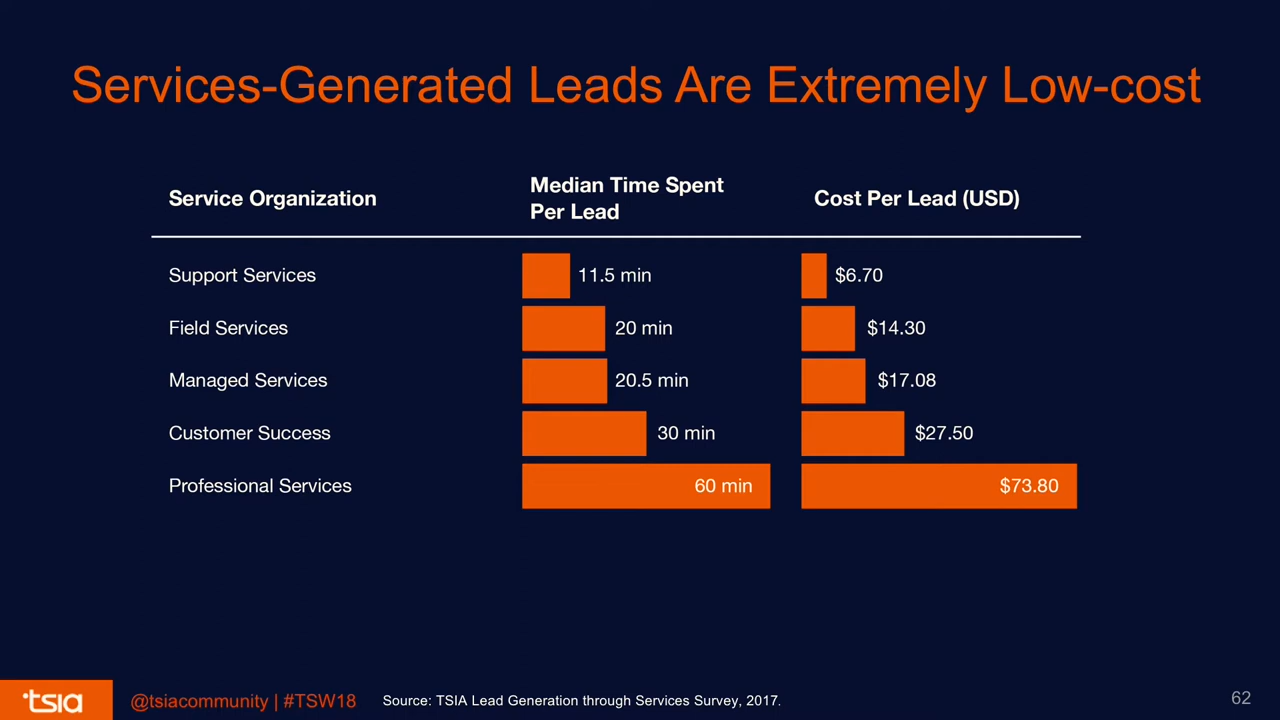 Services-Generated Leads Are Extremely Low-cost
Service Organization
Median Time Spent
Per Lead
Cost Per Lead (USD)
Support Services 11.5 min $6.70
Field Services 20 min $14.30
Managed Services 20.5 min $17.08
Customer Success 30 min $27.50
Professional Services 60 min $73.80
tsia @tsiacommunity | #TSW18 Source: TSIA Lead Generation through Services Survey, 2017. 62